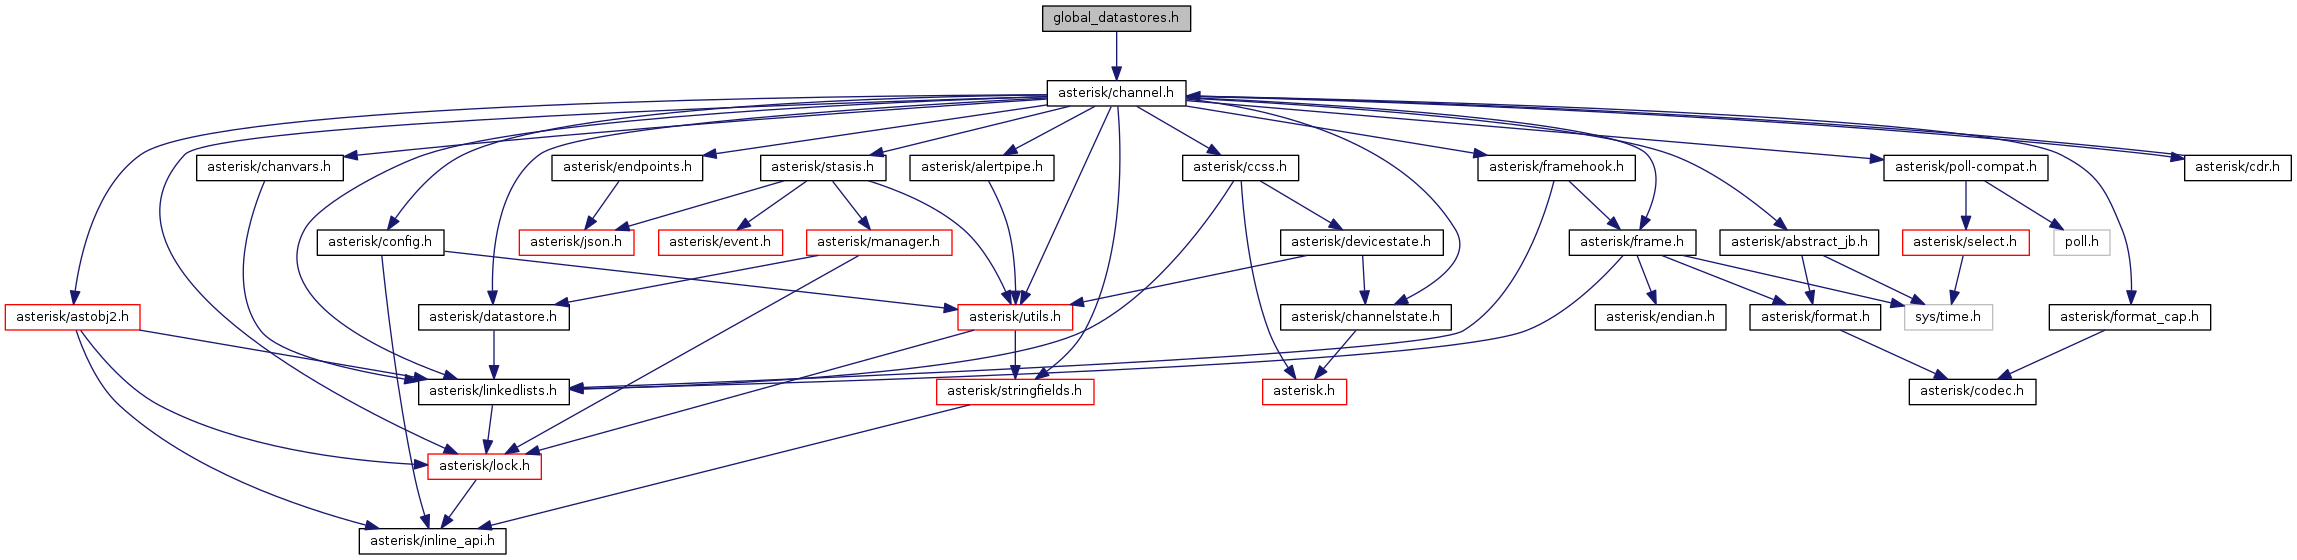 global_datastores.h
asterisk/channel.h
asterisk/chanvars.h
asterisk/endpoints.h
asterisk/stasis.h
asterisk/alertpipe.h
asterisk/ccss.h
asterisk/framehook.h
asterisk/poll-compat.h
asterisk/cdr.h
asterisk/config.h
asterisk/json.h
asterisk/event.h
asterisk/manager.h
asterisk/devicestate.h
asterisk/frame.h
asterisk/abstract_jb.h
asterisk/select.h
poll.h
asterisk/astobj2.h
asterisk/datastore.h
asterisk/utils.h
asterisk/channelstate.h
asterisk/endian.h
asterisk/format.h
sys/time.h
asterisk/format_cap.h
asterisk/linkedlists.h
asterisk/stringfields.h
asterisk.h
asterisk/codec.h
asterisk/lock.h
asterisk/inline_api.h